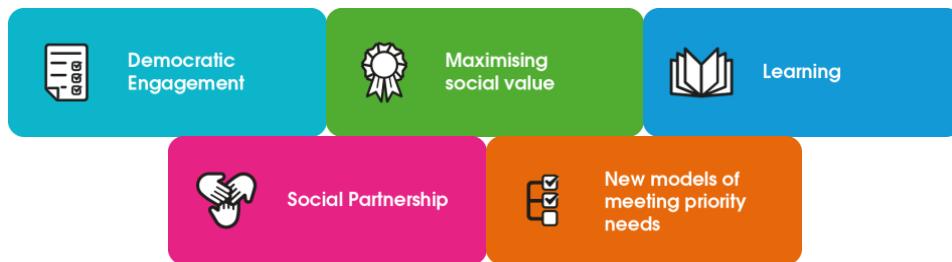 Democratic
Engagement
Maximising
social value
Learning
Social Partnership
New models of
meeting priority
needs